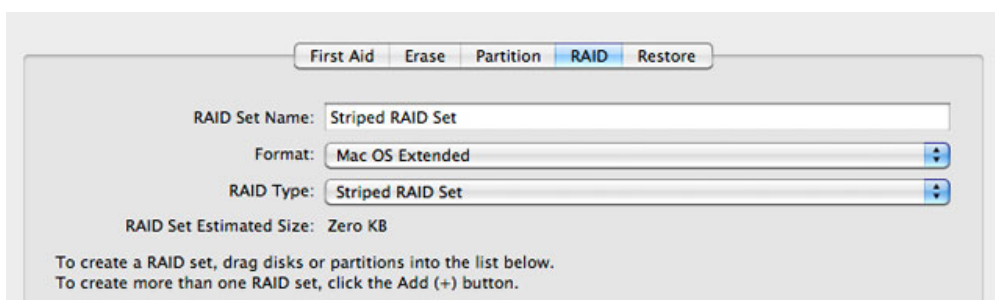 First Aid Erase Partition RAID Restore
RAID Set Name: Striped RAID Set
Format: Mac OS Extended
RAID Type: Striped RAID Set
RAID Set Estimated Size: Zero KB
To create a RAID set, drag disks or partitions into the list below.
To create more than one RAID set, click the Add (+) button.